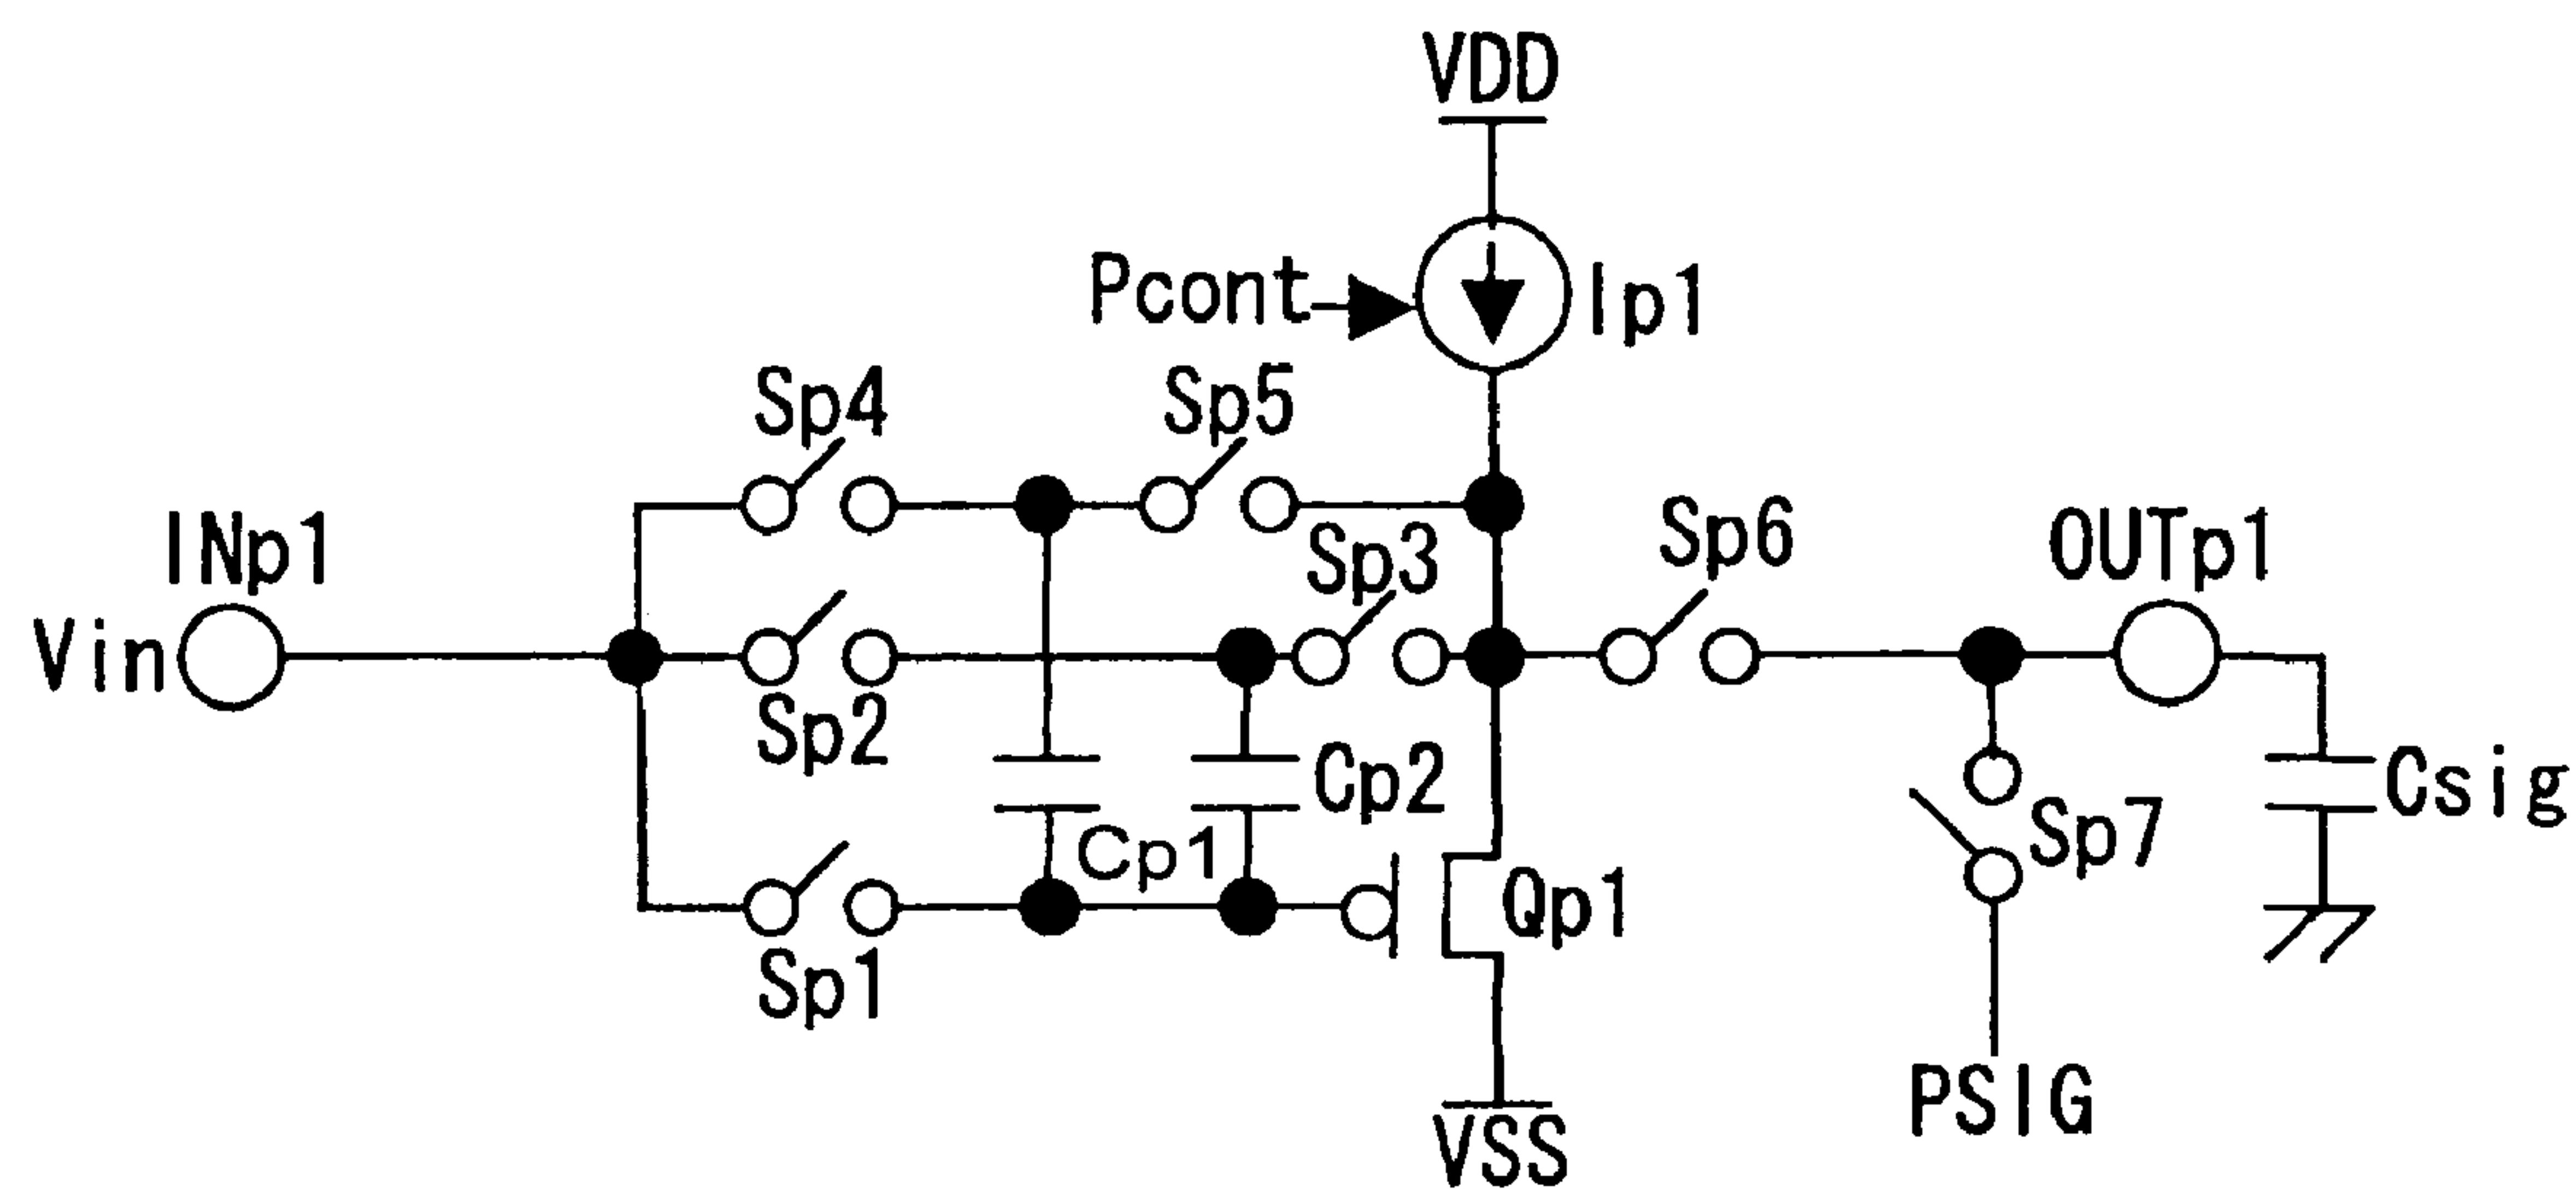 VDD
Pcont
Ip1
Sp4
Sp5
INp1
Sp3
Sp6
OUTp1
Vin
Sp2
Cp2
Csig
Cp1
Sp7
Qp1
Sp1
PSIG
VSS